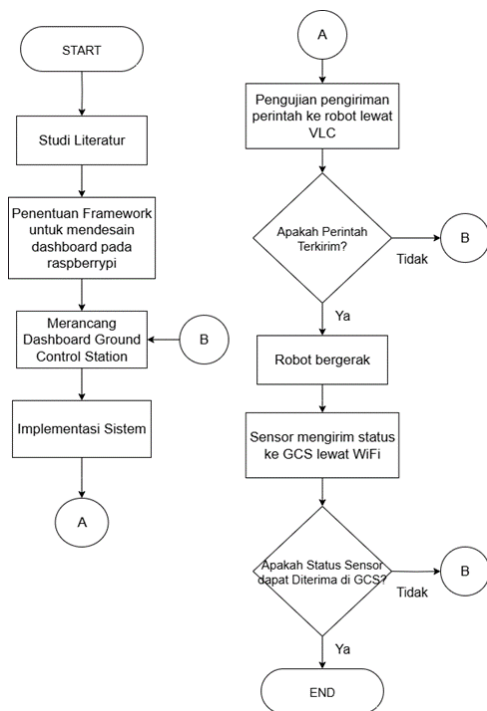 START
Studi Literatur
Penentuan Framework
untuk mendesain
dashboard pada
raspberrypi
Merancang
Dashboard Ground
Control Station
B
Implementasi Sistem
A
A
Pengujian pengiriman
perintah ke robot lewat
VLC
Apakah Perintah
Terkirim?
B
Tidak
Ya
Robot bergerak
Sensor mengirim status
ke GCS lewat WiFi
Apakah Status Sensor
dapat Diterima di GCS?
B
Tidak
Ya
END